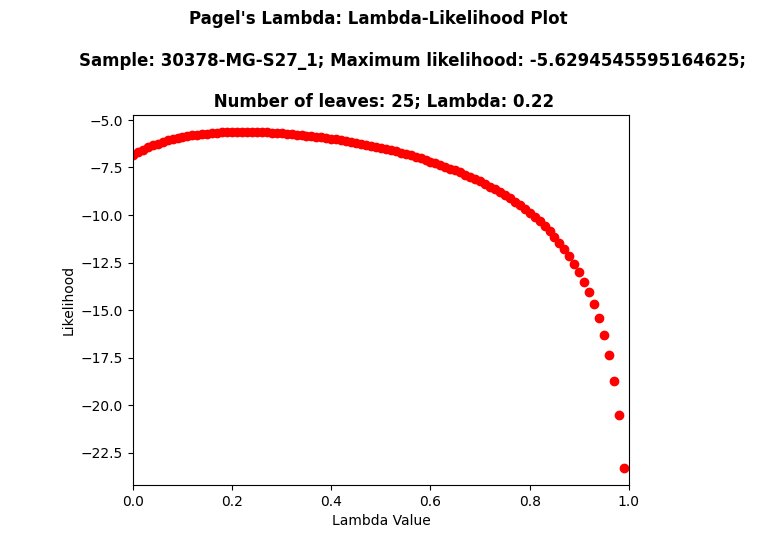 Pagel's Lambda: Lambda-Likelihood Plot
Sample: 30378-MG-S27_1; Maximum likelihood: -5.6294545595164625;
Number of leaves: 25; Lambda: 0.22
−5.0
−7.5
−10.0
−12.5
−15.0
−17.5
−20.0
−22.5
Likelihood
0.0 0.2 0.4 0.6 0.8 1.0
Lambda Value